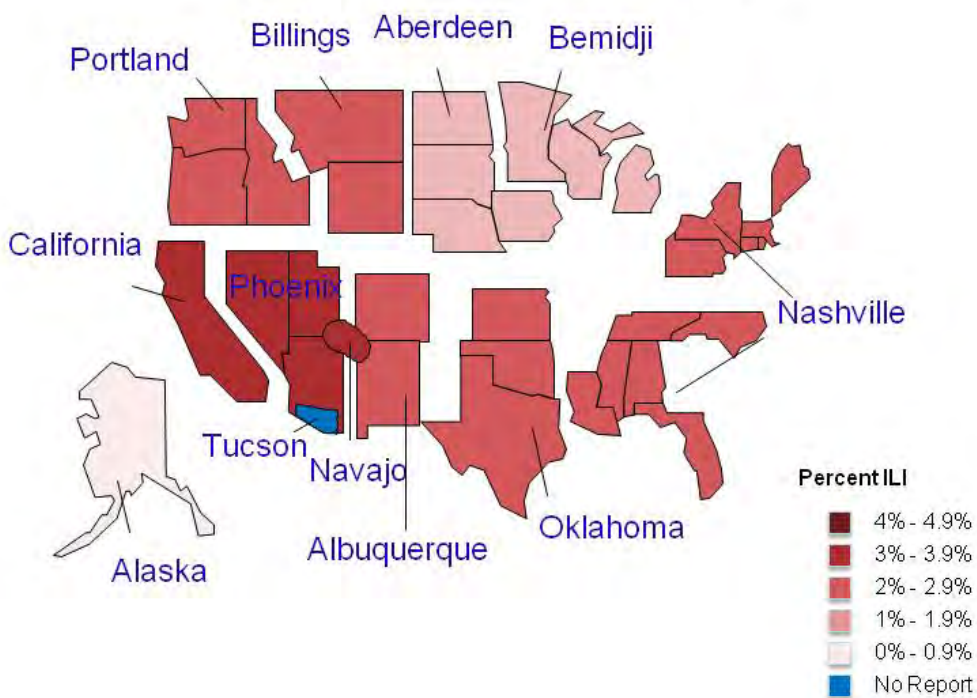 Portland
Billings
Aberdeen
Bemidji
California
Phoenix
Nashville
Tucson
Navajo
Alaska
Albuquerque
Oklahoma
Percent ILI
4% - 4.9%
3% - 3.9%
2% - 2.9%
1% - 1.9%
0% - 0.9%
No Report